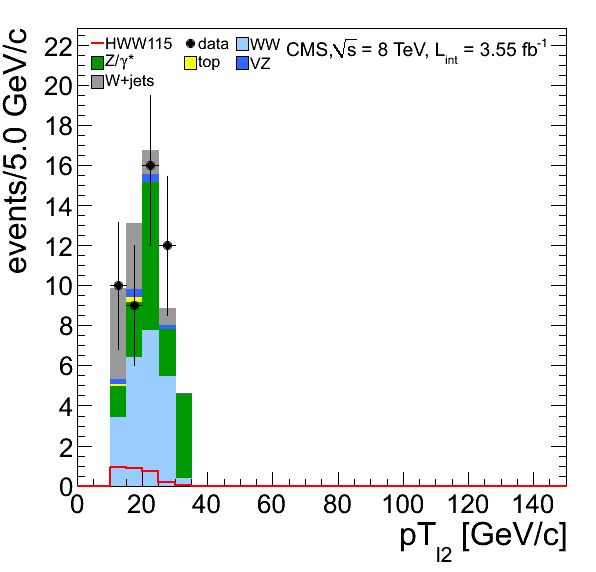 HWW115 data WW CMS,√s = 8 TeV, L_int = 3.55 fb⁻¹
Z/γ* top VZ
W+jets
events/5.0 GeV/c
22
20
18
16
14
12
10
8
6
4
2
0
0 20 40 60 80 100 120 140
pT_l2 [GeV/c]